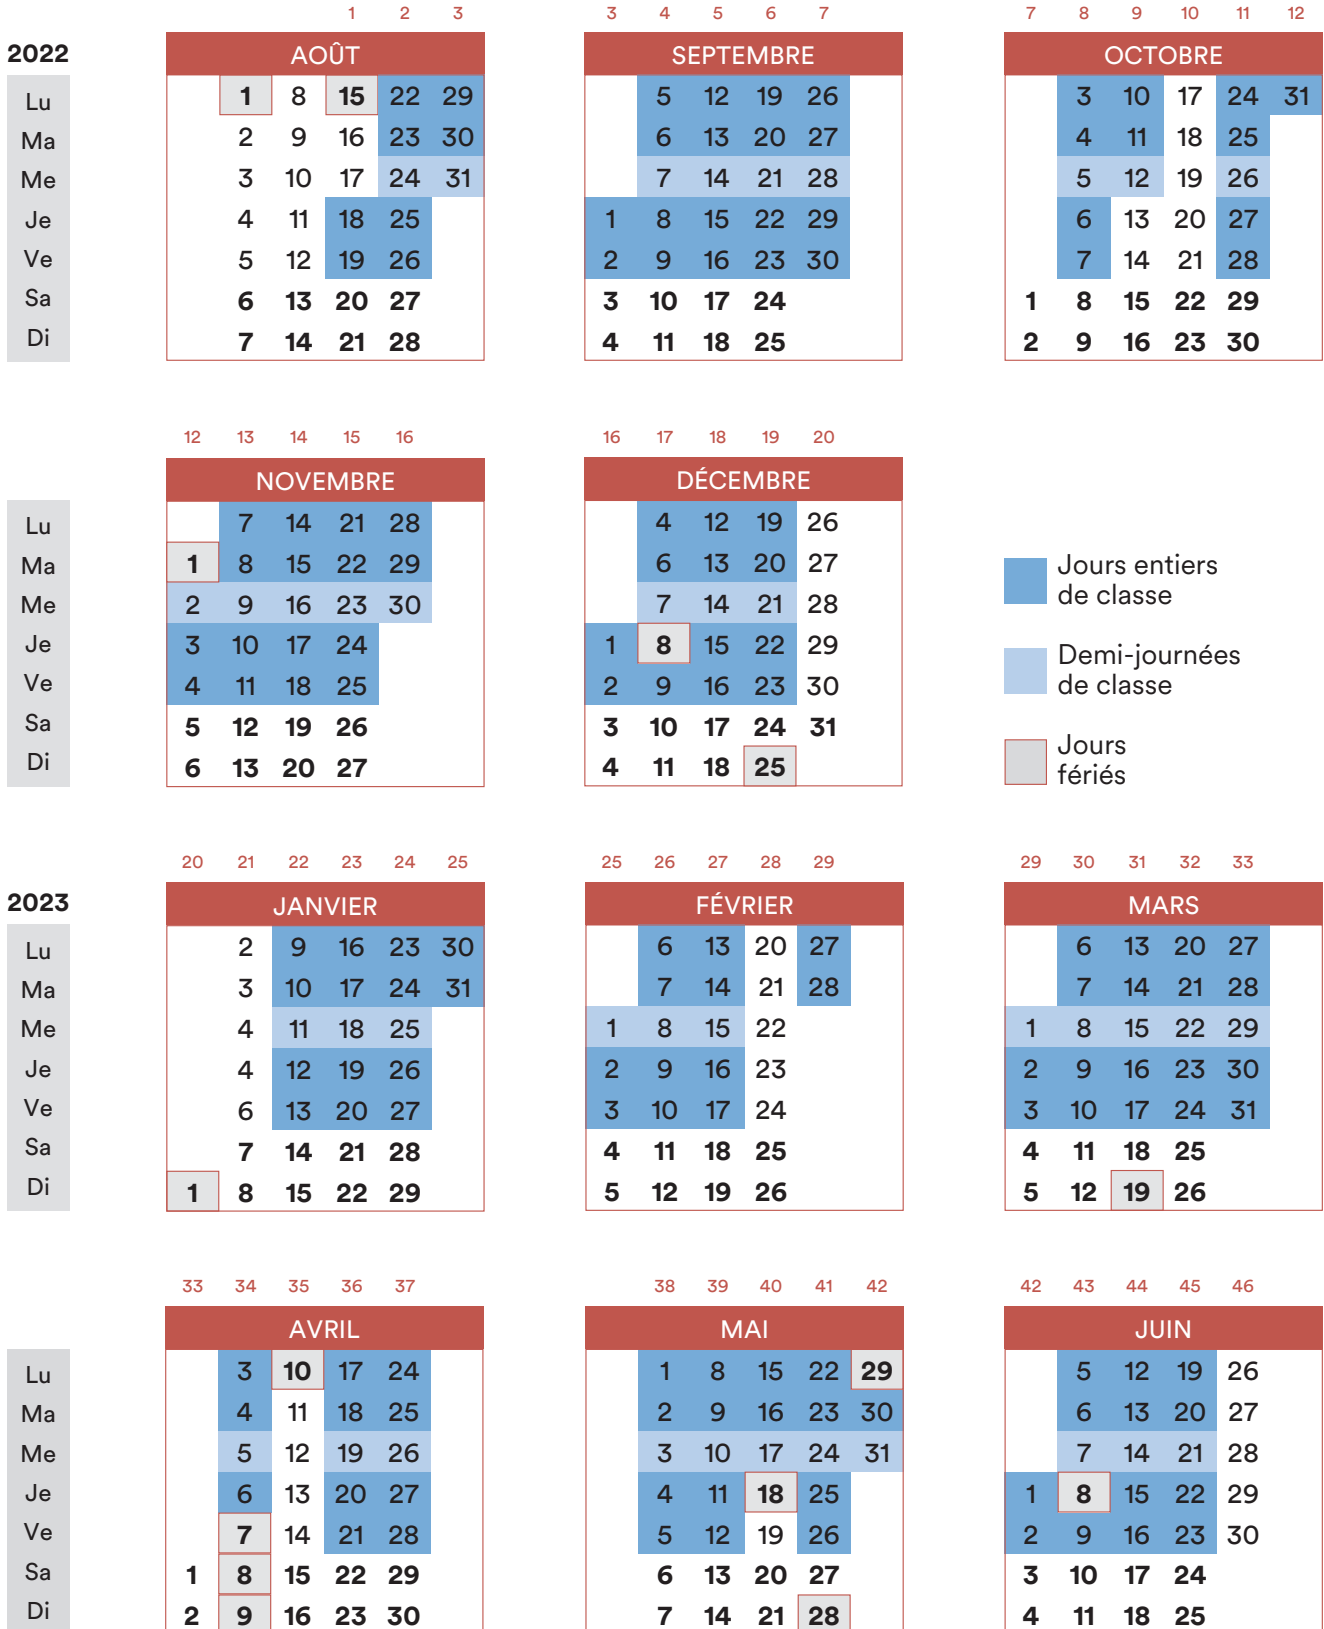 1 2 3 3 4 5 6 7 7 8 9 10 11 12
2022 AOÛT SEPTEMBRE OCTOBRE
Lu 1 8 15 22 29 5 12 19 26 3 10 17 24 31
Ma 2 9 16 23 30 6 13 20 27 4 11 18 25
Me 3 10 17 24 31 7 14 21 28 5 12 19 26
Je 4 11 18 25 1 8 15 22 29 6 13 20 27
Ve 5 12 19 26 2 9 16 23 30 7 14 21 28
Sa 6 13 20 27 3 10 17 24 1 8 15 22 29
Di 7 14 21 28 4 11 18 25 2 9 16 23 30
12 13 14 15 16 16 17 18 19 20
NOVEMBRE DÉCEMBRE
Lu 7 14 21 28 4 12 19 26
Ma 1 8 15 22 29 6 13 20 27
Me 2 9 16 23 30 7 14 21 28
Je 3 10 17 24 1 8 15 22 29
Ve 4 11 18 25 2 9 16 23 30
Sa 5 12 19 26 3 10 17 24 31
Di 6 13 20 27 4 11 18 25
Jours entiers
de classe
Demi-journées
de classe
Jours
fériés
20 21 22 23 24 25 25 26 27 28 29 29 30 31 32 33
2023 JANVIER FÉVRIER MARS
Lu 2 9 16 23 30 6 13 20 27 6 13 20 27
Ma 3 10 17 24 31 7 14 21 28 7 14 21 28
Me 4 11 18 25 1 8 15 22 1 8 15 22 29
Je 4 12 19 26 2 9 16 23 2 9 16 23 30
Ve 6 13 20 27 3 10 17 24 3 10 17 24 31
Sa 7 14 21 28 4 11 18 25 4 11 18 25
Di 1 8 15 22 29 5 12 19 26 5 12 19 26
33 34 35 36 37 38 39 40 41 42 42 43 44 45 46
AVRIL MAI JUIN
Lu 3 10 17 24 1 8 15 22 29 5 12 19 26
Ma 4 11 18 25 2 9 16 23 30 6 13 20 27
Me 5 12 19 26 3 10 17 24 31 7 14 21 28
Je 6 13 20 27 4 11 18 25 1 8 15 22 29
Ve 7 14 21 28 5 12 19 26 2 9 16 23 30
Sa 1 8 15 22 29 6 13 20 27 3 10 17 24
Di 2 9 16 23 30 7 14 21 28 4 11 18 25